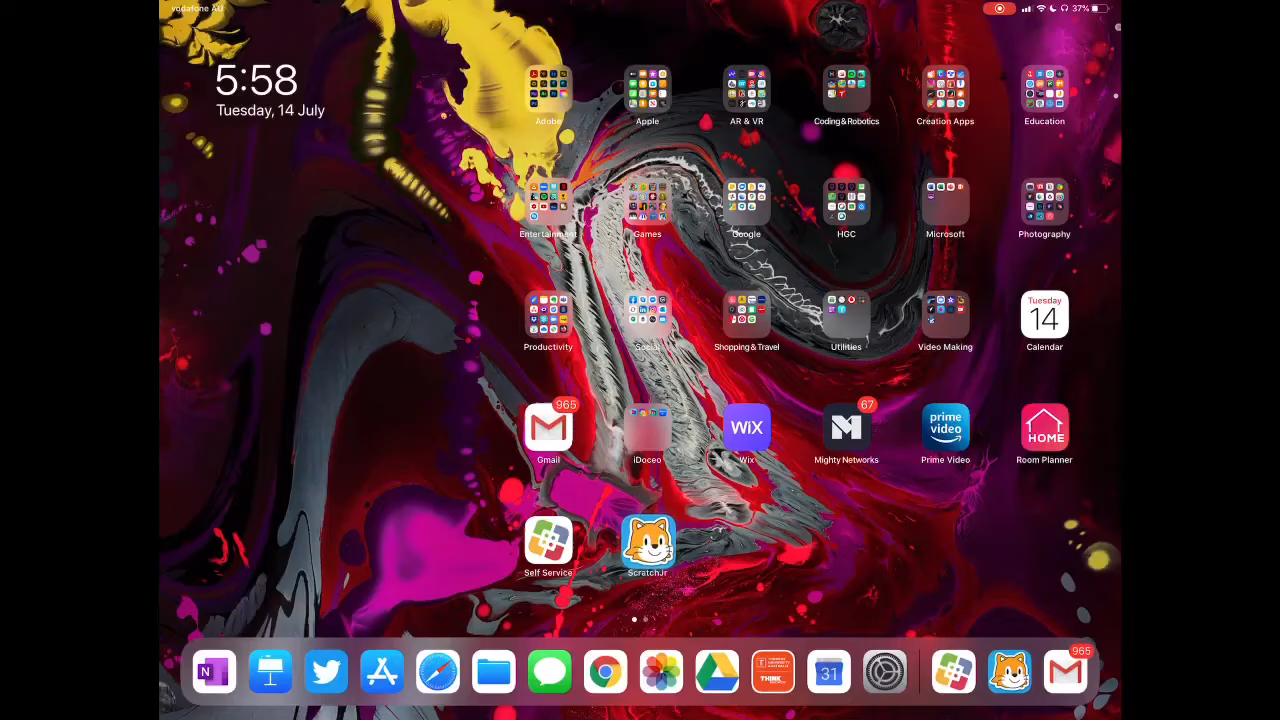 vodafone AU
37%
5:58
Tuesday, 14 July
Adobe
Apple
AR & VR
Coding&Robotics
Creation Apps
Education
Entertainment
Games
Google
HGC
Microsoft
Photography
Productivity
Social
Shopping & Travel
Utilities
Video Making
Tuesday
14
Calendar
965
Gmail
iDoceo
WiX
Wix
67
Mighty Networks
prime
video
Prime Video
HOME
Room Planner
Self Service
ScratchJr
N
THINK
31
965